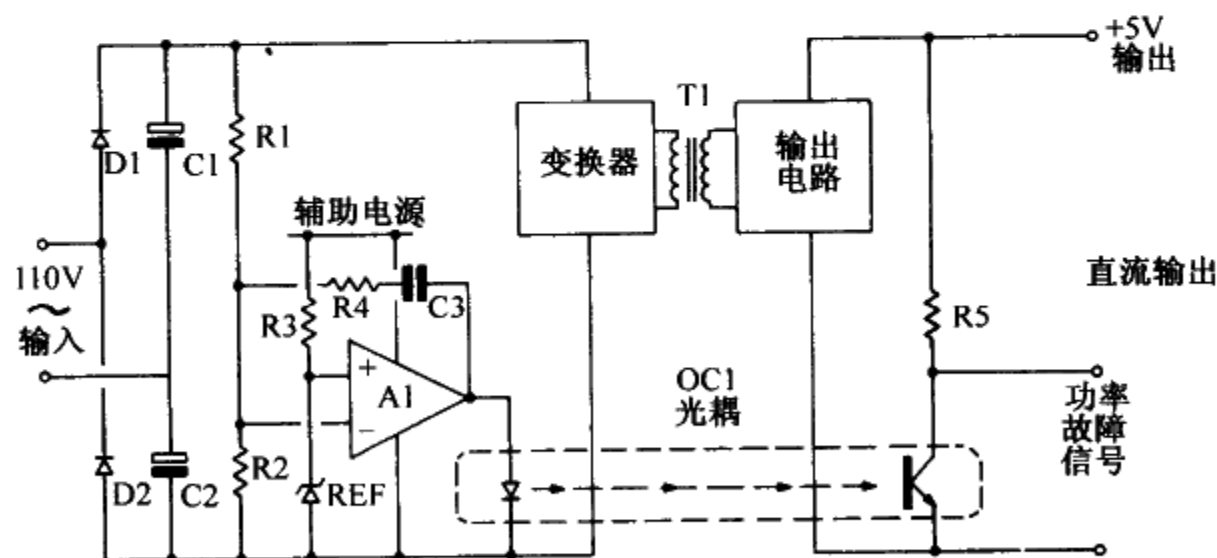 +5V
输出
T1
D1
C1
R1
变换器
输出
电路
辅助电源
110V
~
输入
R4
C3
R3
直流输出
R5
+
A1
−
OC1
光耦
功率
故障
信号
D2
C2
R2
REF